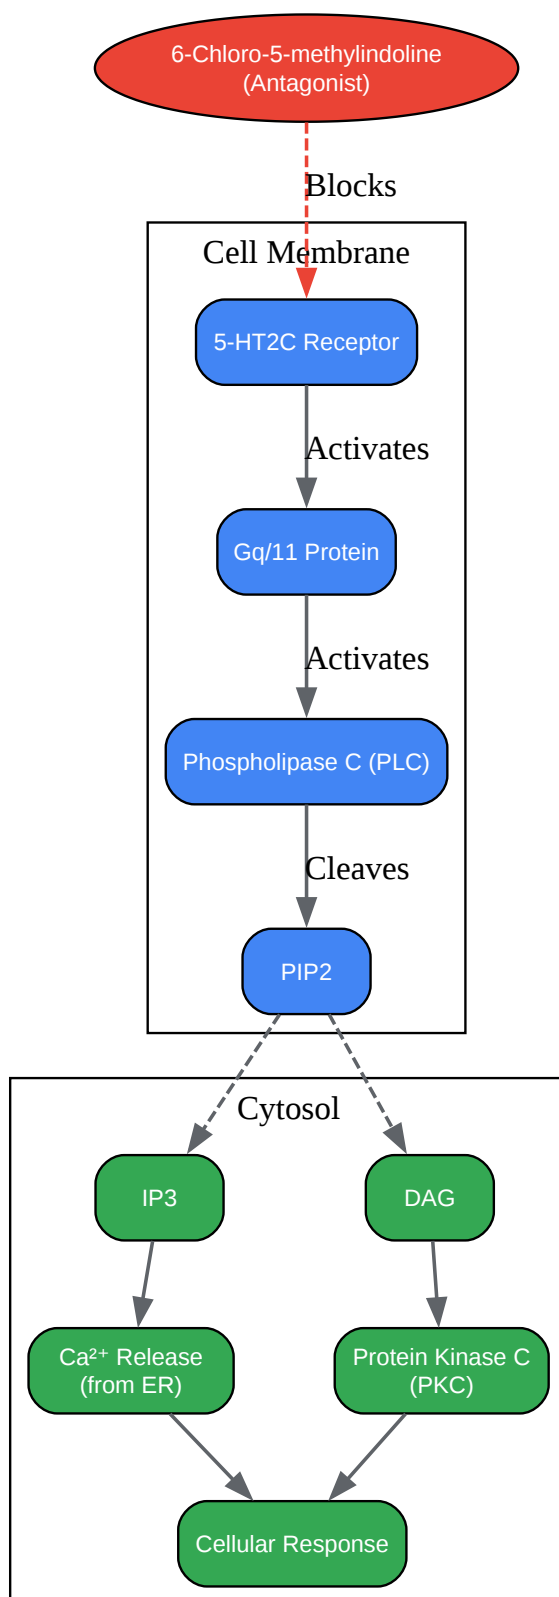 6-Chloro-5-methylindoline
(Antagonist)
Blocks
Cell Membrane
5-HT2C Receptor
Activates
Gq/11 Protein
Activates
Phospholipase C (PLC)
Cleaves
PIP2
Cytosol
IP3
DAG
Ca²⁺ Release
(from ER)
Protein Kinase C
(PKC)
Cellular Response